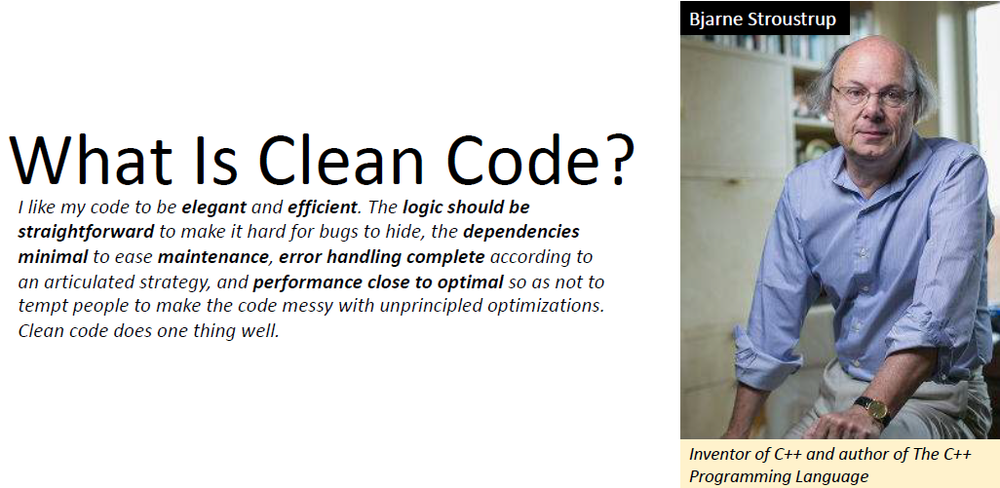 Bjarne Stroustrup
What Is Clean Code?
I like my code to be elegant and efficient. The logic should be
straightforward to make it hard for bugs to hide, the dependencies
minimal to ease maintenance, error handling complete according to
an articulated strategy, and performance close to optimal so as not to
tempt people to make the code messy with unprincipled optimizations.
Clean code does one thing well.
Inventor of C++ and author of The C++
Programming Language